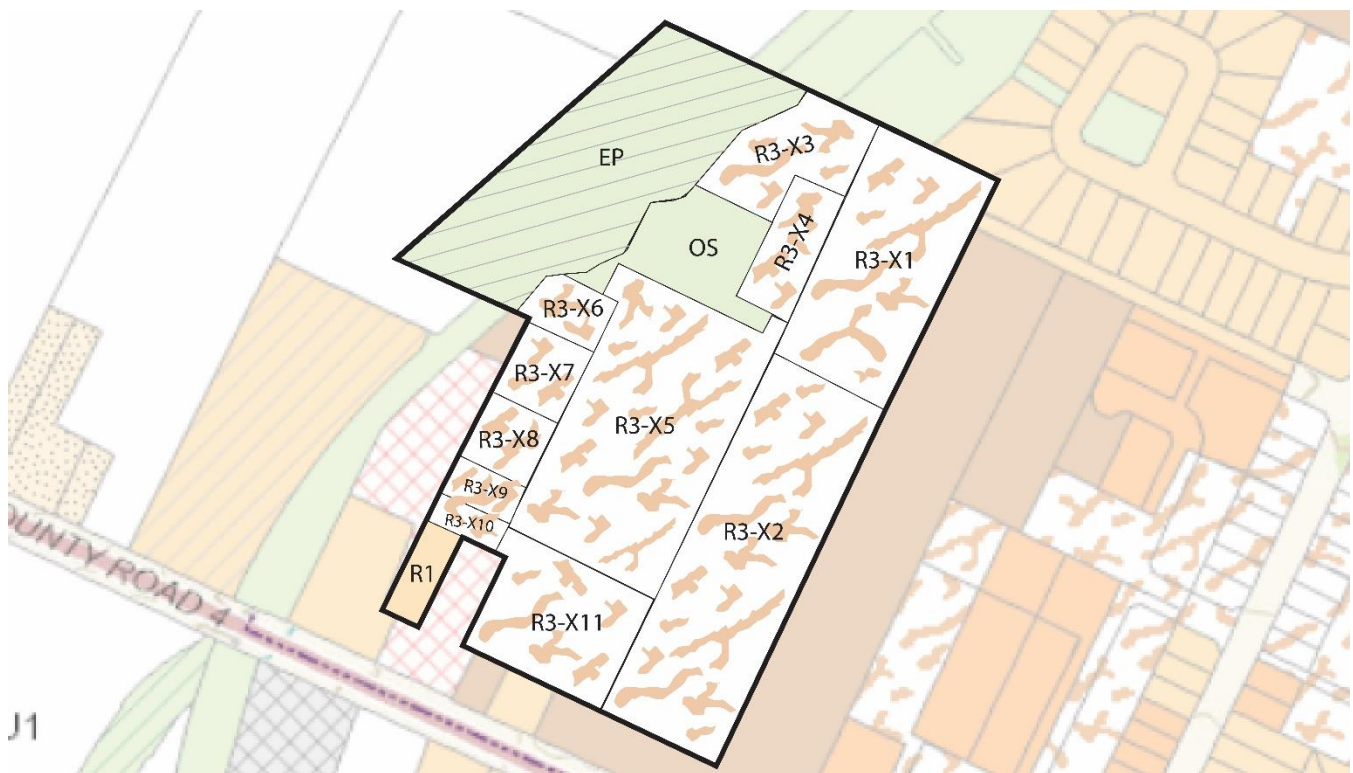 EP
R3-X3
R3-X4
OS
R3-X1
R3-X6
R3-X7
R3-X5
R3-X8
R3-X9
R3-X10
R3-X2
R1
R3-X11
OUNTY ROAD 4
J1